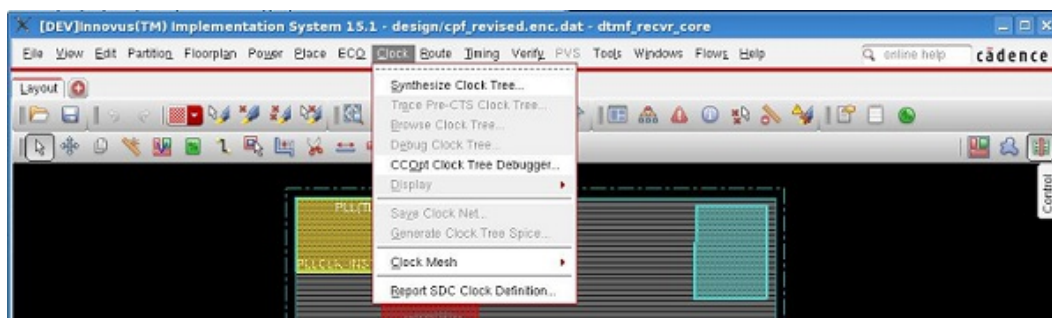 [DEV]Innovus(TM) Implementation System 15.1 - design/cpf_revised.enc.dat - dtmf_recvr_core
File View Edit Partition Floorplan Power Place ECO Clock Route Timing Verify PVS Tools Windows Flows Help online help cādence
Layout
Synthesize Clock Tree...
Trace Pre-CTS Clock Tree...
Browse Clock Tree...
Debug Clock Tree...
CCOpt Clock Tree Debugger...
Display
Save Clock Net...
Generate Clock Tree Spice...
Clock Mesh
Report SDC Clock Definition...
Control